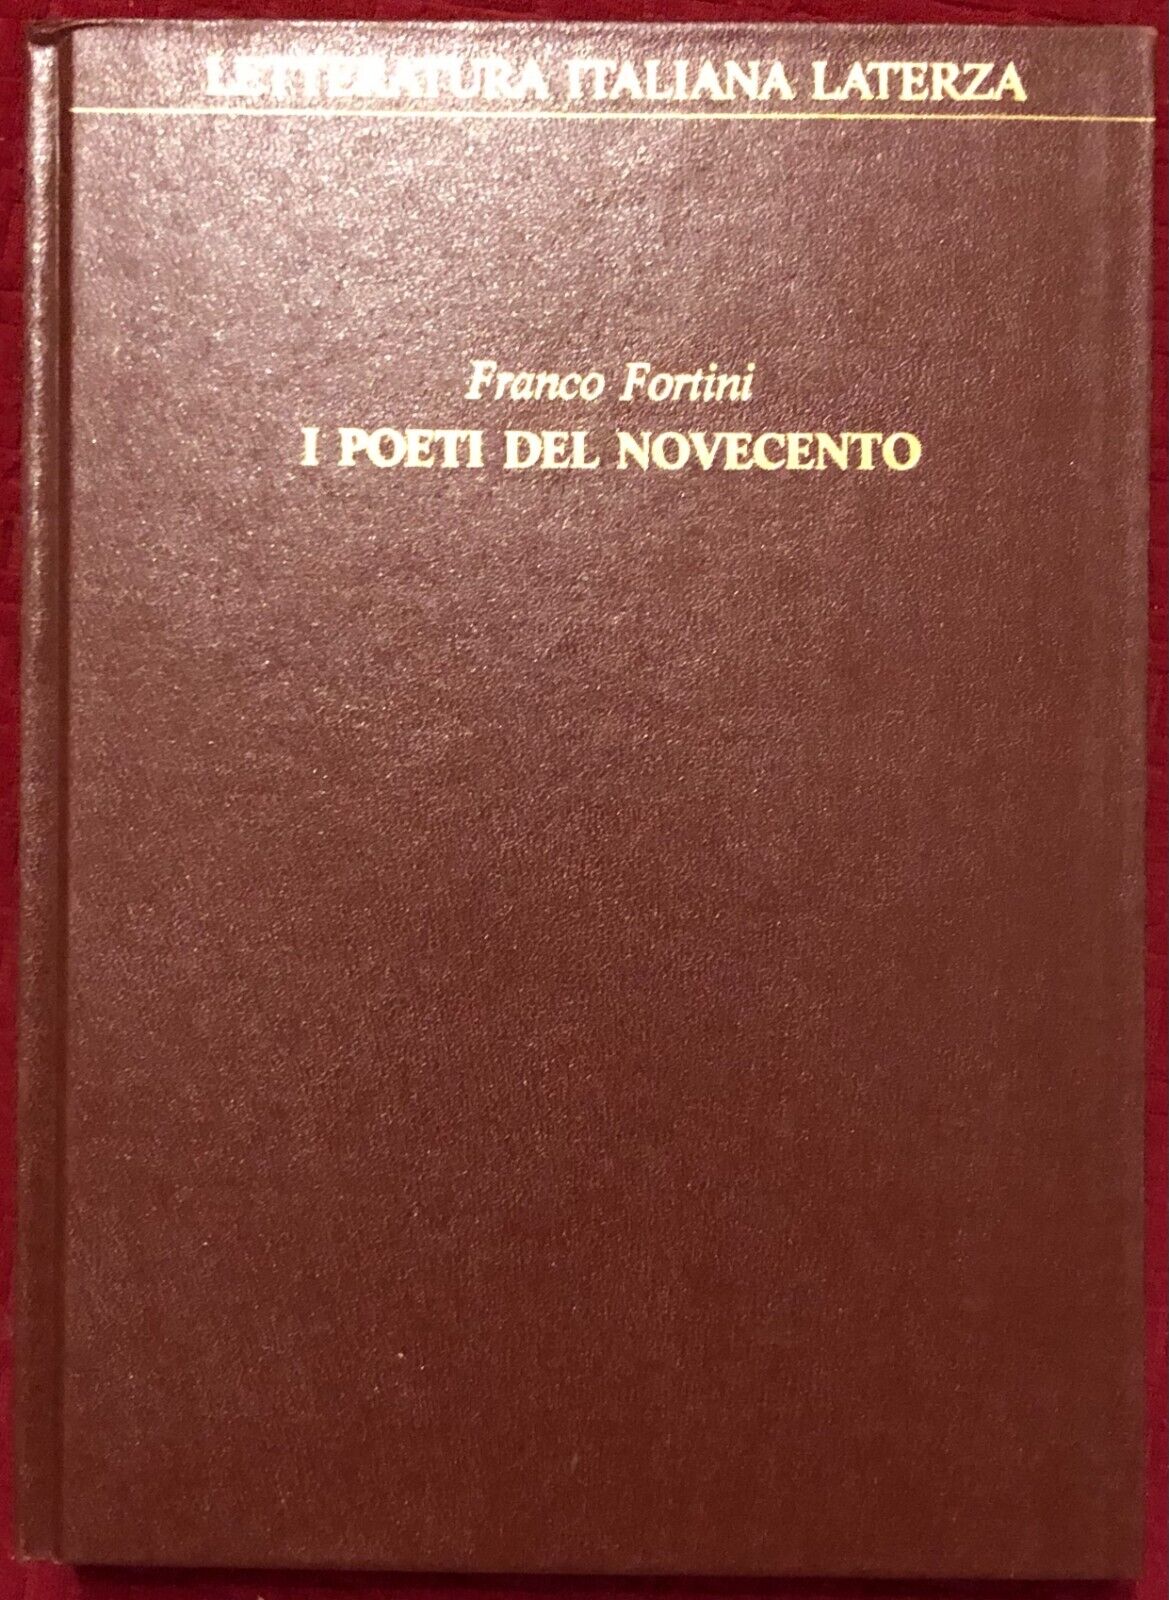 LETTERATURA ITALIANA LATERZA
Franco Fortini
I POETI DEL NOVECENTO